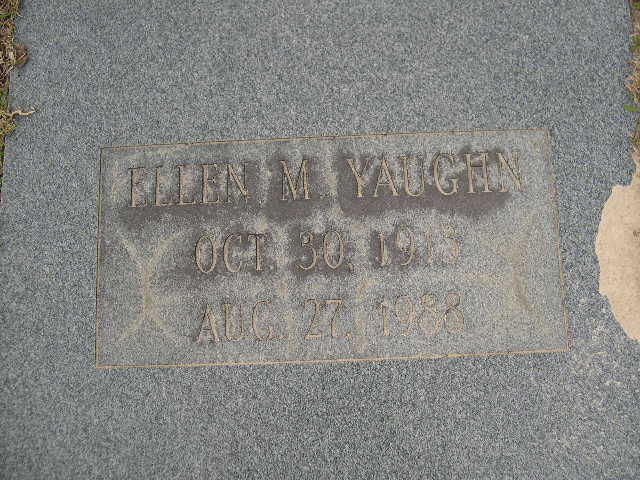 ELLEN M. YAUGHN
OCT. 30, 1915
AUG. 27, 1988